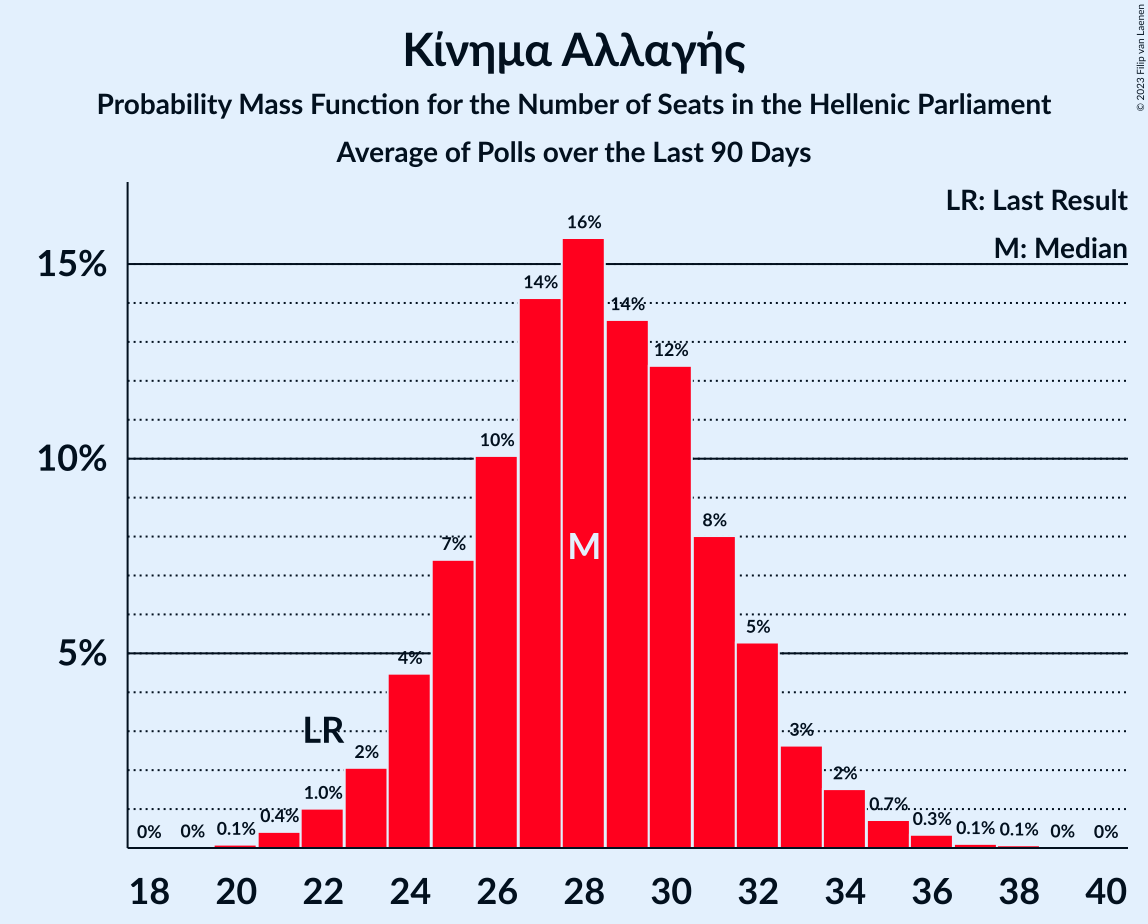 Κίνημα Αλλαγής
Probability Mass Function for the Number of Seats in the Hellenic Parliament
Average of Polls over the Last 90 Days
© 2023 Filip van Laenen
LR: Last Result
M: Median
15%
10%
5%
0%
0%
0.1%
0.4%
1.0%
LR
2%
4%
7%
10%
14%
16%
M
14%
12%
8%
5%
3%
2%
0.7%
0.3%
0.1%
0.1%
0%
0%
18 20 22 24 26 28 30 32 34 36 38 40